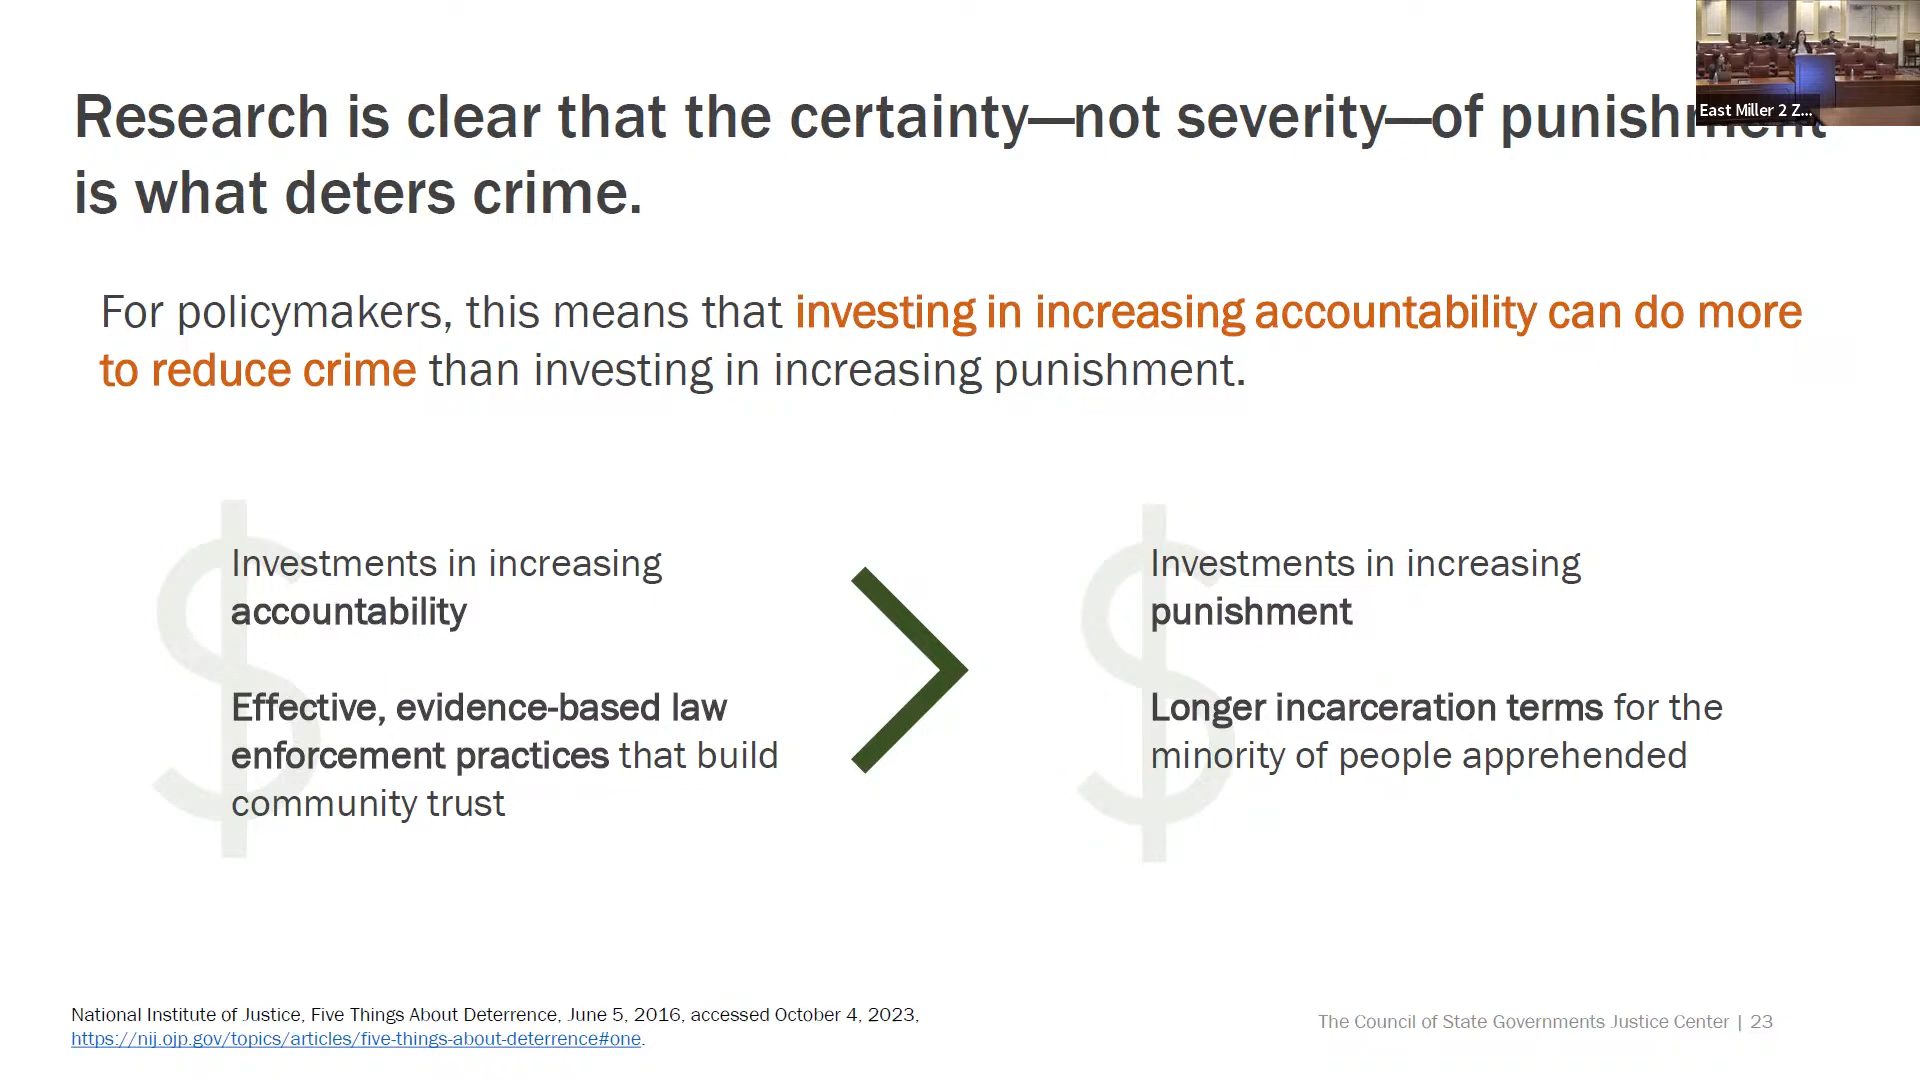 Research is clear that the certainty—not severity—of punishment
is what deters crime.
East Miller 2 Z...
For policymakers, this means that investing in increasing accountability can do more
to reduce crime than investing in increasing punishment.
Investments in increasing
accountability
Effective, evidence-based law
enforcement practices that build
community trust
Investments in increasing
punishment
Longer incarceration terms for the
minority of people apprehended
National Institute of Justice, Five Things About Deterrence, June 5, 2016, accessed October 4, 2023,
https://nij.ojp.gov/topics/articles/five-things-about-deterrence#one.
The Council of State Governments Justice Center | 23